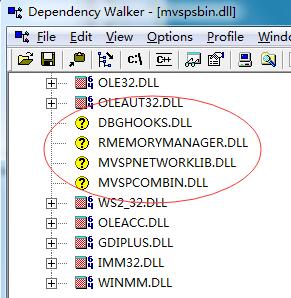 Dependency Walker - [mvspsbin.dll]
File Edit View Options Profile Window
C:\ C++
OLE32.DLL
OLEAUT32.DLL
DBGHOOKS.DLL
RMEMORYMANAGER.DLL
MVSPNETWORKLIB.DLL
MVSPCOMBIN.DLL
WS2_32.DLL
OLEACC.DLL
GDIPLUS.DLL
IMM32.DLL
WINMM.DLL